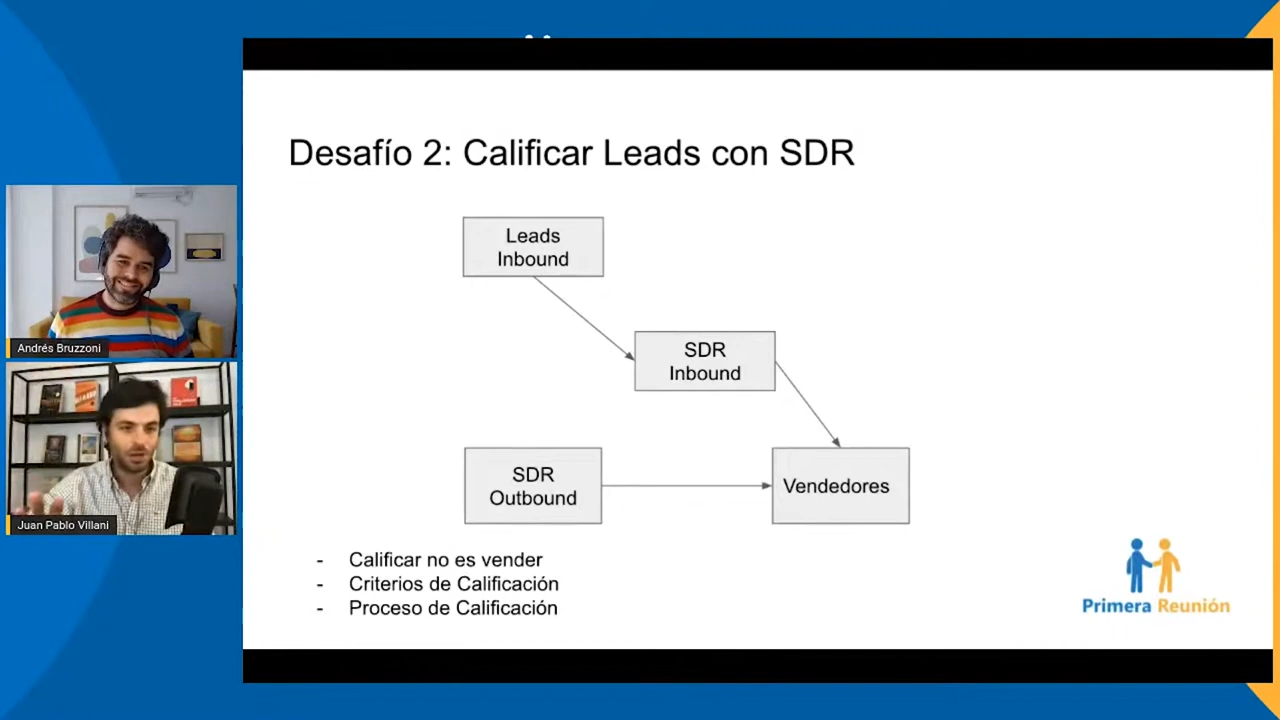 Desafío 2: Calificar Leads con SDR
Leads
Inbound
SDR
Inbound
SDR
Outbound
Vendedores
- Calificar no es vender
- Criterios de Calificación
- Proceso de Calificación
Primera Reunión
Andrés Bruzzoni
Juan Pablo Villani